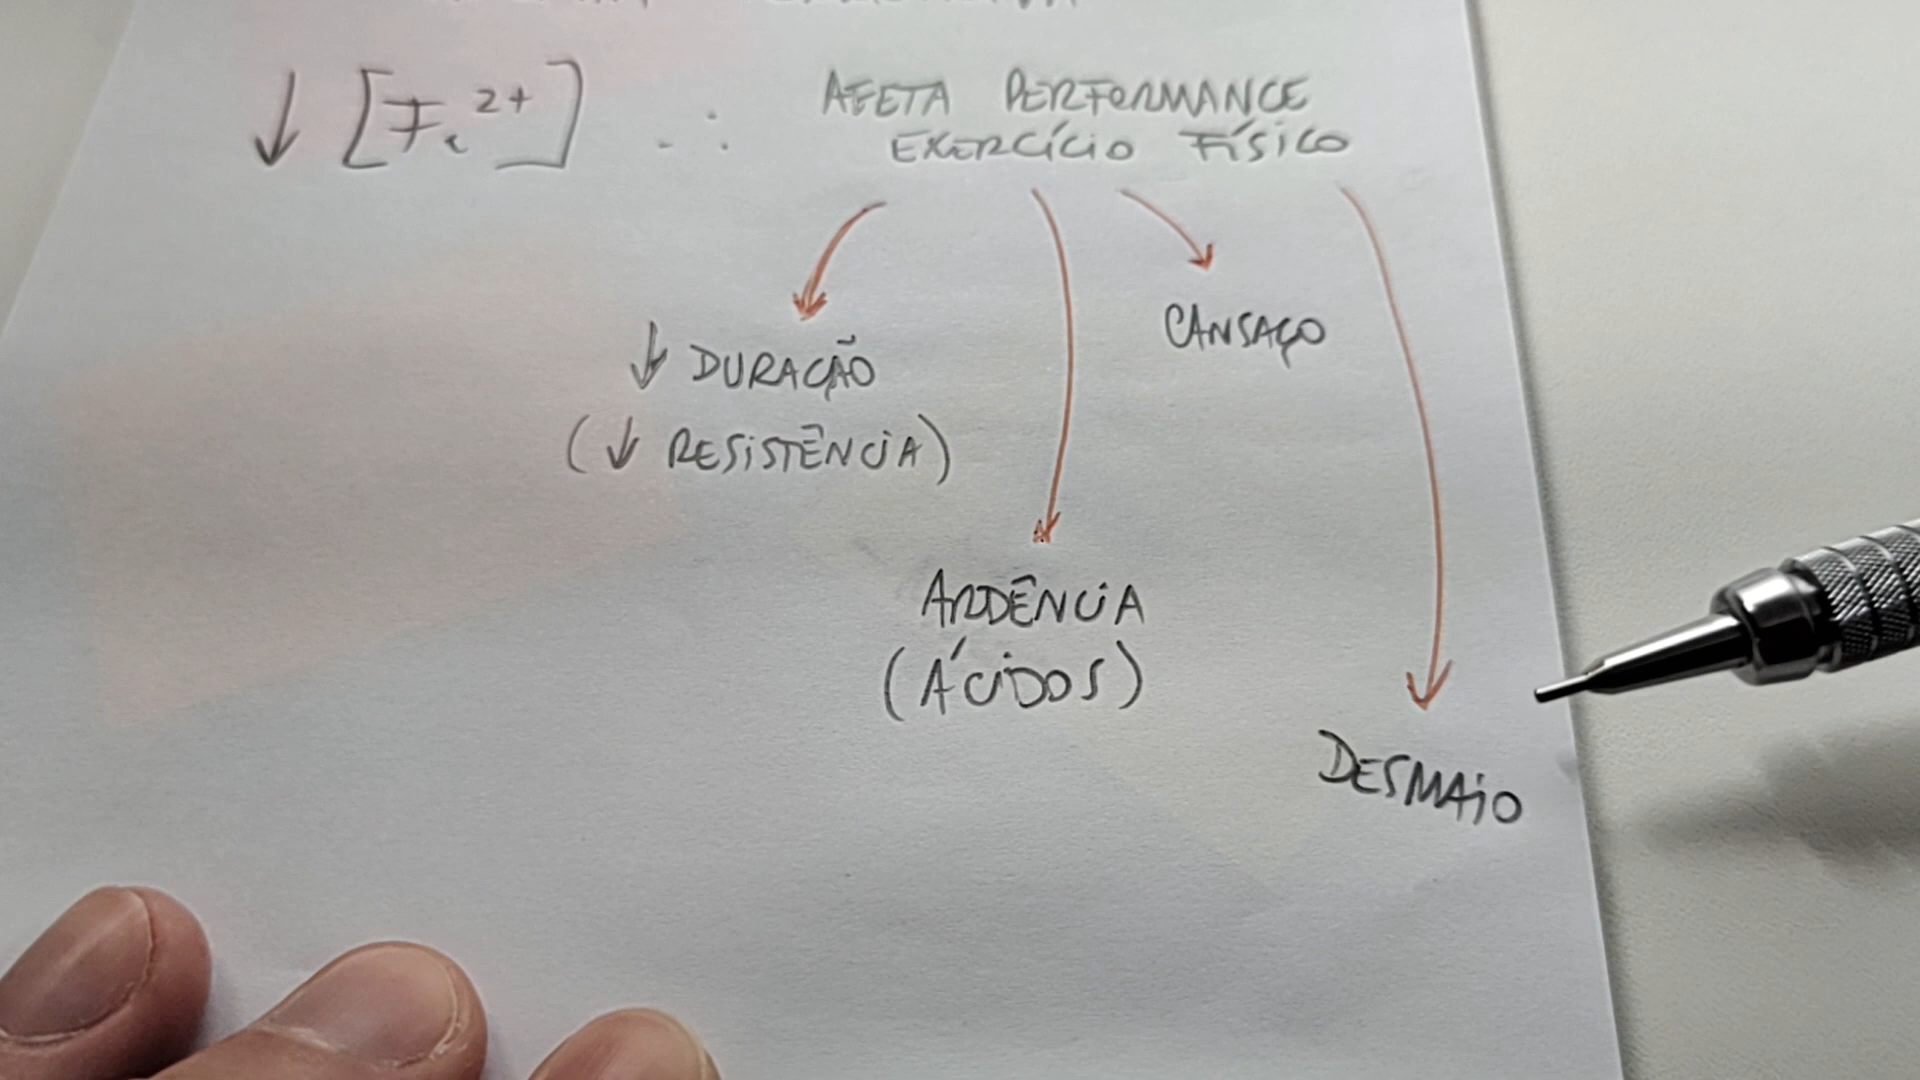 ↓ [Fe²⁺] ∴ AFETA PERFORMANCE
EXERCÍCIO FÍSICO
CANSAÇO
↓ DURAÇÃO
(↓ RESISTÊNCIA)
ARDÊNCIA
(ÁCIDOS)
DESMAIO